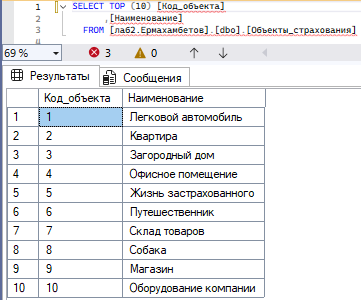 1 SELECT TOP (10) [Код_объекта]
2 ,[Наименование]
3 FROM [лаб2.Ермахамбетов].[dbo].[Объекты_страхования]
69 % 3 0
Результаты Сообщения
Код_объекта Наименование
1 1 Легковой автомобиль
2 2 Квартира
3 3 Загородный дом
4 4 Офисное помещение
5 5 Жизнь застрахованного
6 6 Путешественник
7 7 Склад товаров
8 8 Собака
9 9 Магазин
10 10 Оборудование компании